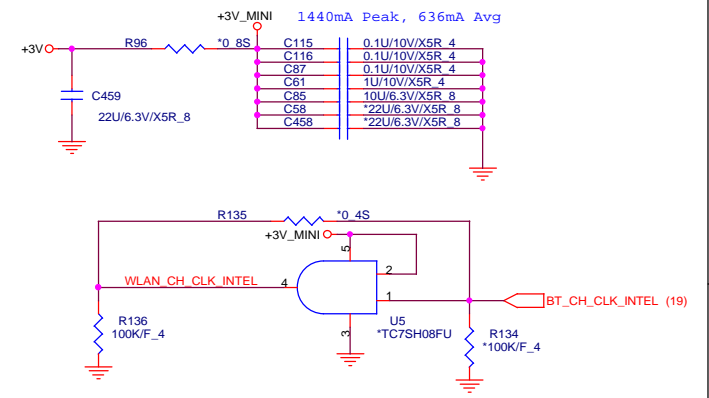 +3V_MINI 1440mA Peak, 636mA Avg
+3V R96 *0_8S
C115 0.1U/10V/X5R_4
C116 0.1U/10V/X5R_4
C87 0.1U/10V/X5R_4
C61 1U/10V/X5R_4
C85 10U/6.3V/X5R_8
C58 *22U/6.3V/X5R_8
C458 *22U/6.3V/X5R_8
C459
22U/6.3V/X5R_8
R135 *0_4S
+3V_MINI
5
2
WLAN_CH_CLK_INTEL 4
1
BT_CH_CLK_INTEL (19)
3
U5
*TC7SH08FU
R136
100K/F_4
R134
*100K/F_4